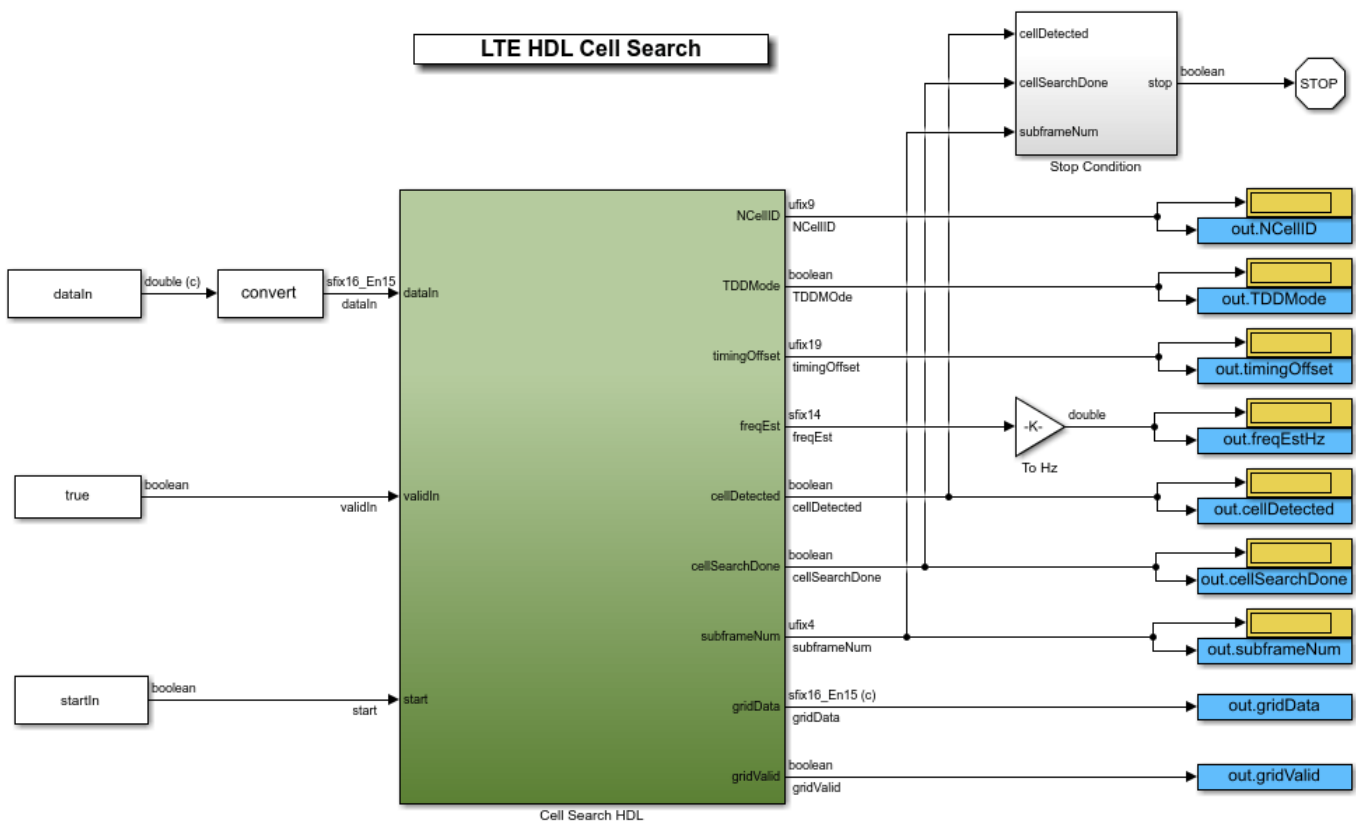 LTE HDL Cell Search
cellDetected
cellSearchDone
subframeNum
stop
boolean
STOP
Stop Condition
dataIn
double (c)
convert
sfix16_En15
dataIn
dataIn
true
boolean
validIn
validIn
startIn
boolean
start
start
NCellID
ufix9
NCellID
out.NCellID
TDDMode
boolean
TDDMOde
out.TDDMode
timingOffset
ufix19
timingOffset
out.timingOffset
freqEst
sfix14
freqEst
-K-
To Hz
double
out.freqEstHz
cellDetected
boolean
cellDetected
out.cellDetected
cellSearchDone
boolean
cellSearchDone
out.cellSearchDone
subframeNum
ufix4
subframeNum
out.subframeNum
gridData
sfix16_En15 (c)
gridData
out.gridData
gridValid
boolean
gridValid
out.gridValid
Cell Search HDL